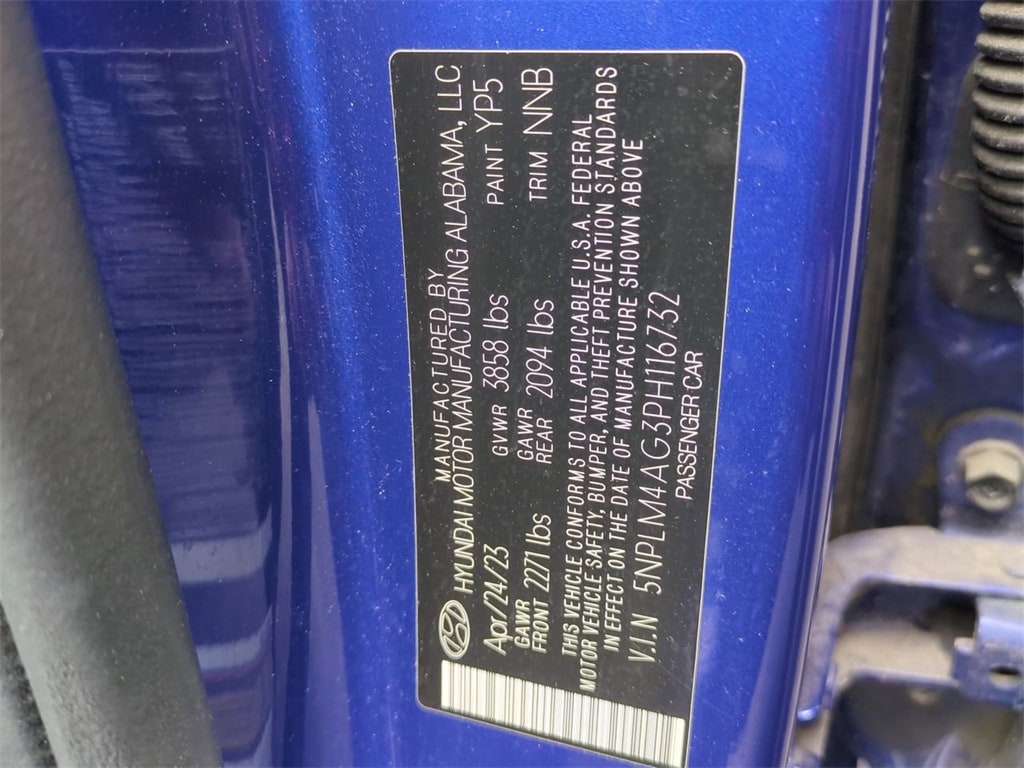 MANUFACTURED BY
HYUNDAI MOTOR MANUFACTURING ALABAMA, LLC.
Apr/24/23 GVWR 3858 lbs PAINT YP5
GAWR FRONT 2271 lbs GAWR REAR 2094 lbs TRIM NNB
THIS VEHICLE CONFORMS TO ALL APPLICABLE U.S.A. FEDERAL
MOTOR VEHICLE SAFETY, BUMPER, AND THEFT PREVENTION STANDARDS
IN EFFECT ON THE DATE OF MANUFACTURE SHOWN ABOVE
V.I.N 5NPLM4AG3PH116732
PASSENGER CAR